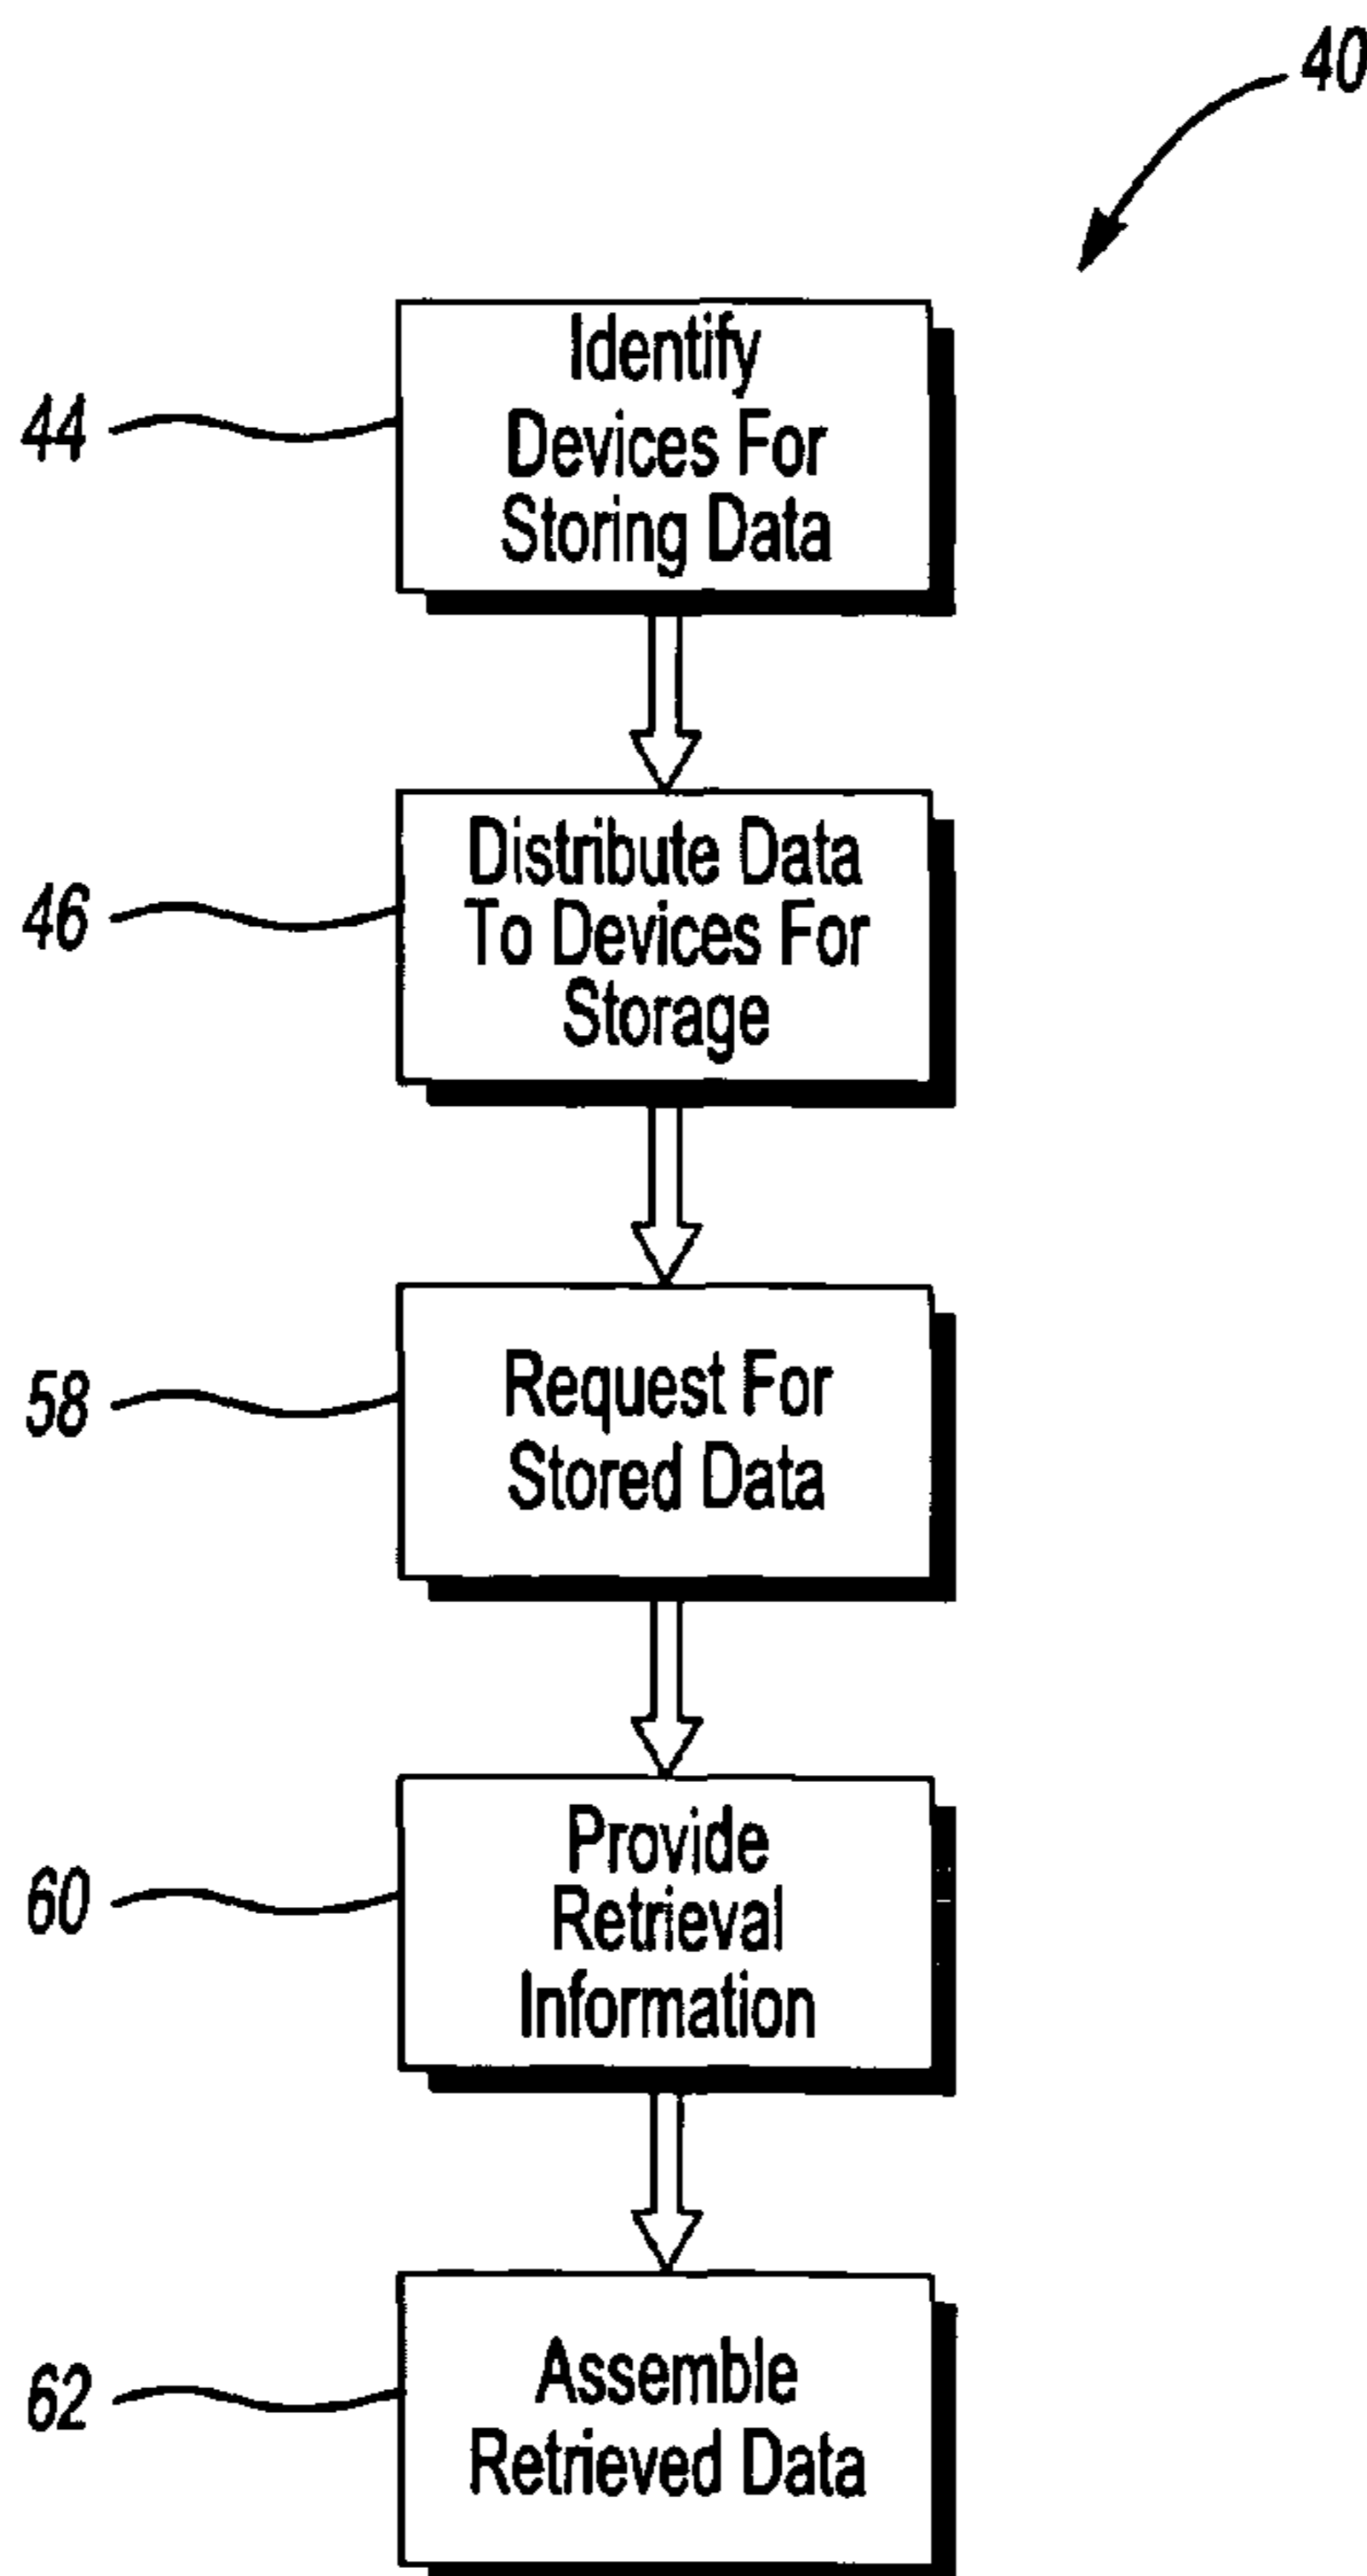 40
44
Identify
Devices For
Storing Data
46
Distribute Data
To Devices For
Storage
58
Request For
Stored Data
60
Provide
Retrieval
Information
62
Assemble
Retrieved Data